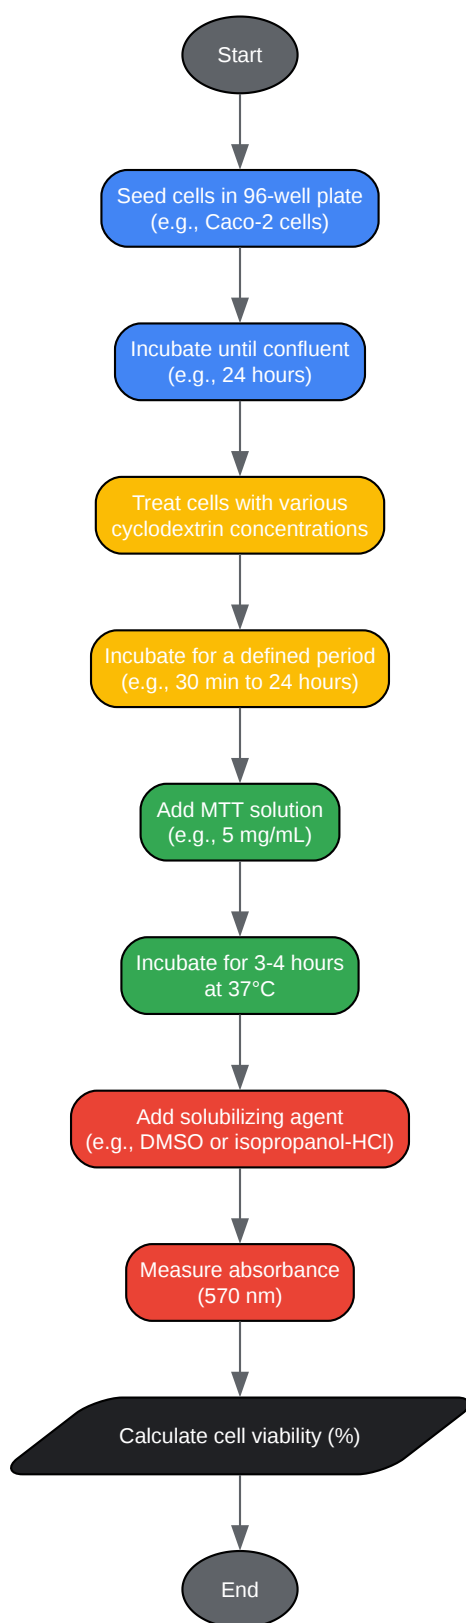 Start
Seed cells in 96-well plate
(e.g., Caco-2 cells)
Incubate until confluent
(e.g., 24 hours)
Treat cells with various
cyclodextrin concentrations
Incubate for a defined period
(e.g., 30 min to 24 hours)
Add MTT solution
(e.g., 5 mg/mL)
Incubate for 3-4 hours
at 37°C
Add solubilizing agent
(e.g., DMSO or isopropanol-HCl)
Measure absorbance
(570 nm)
Calculate cell viability (%)
End